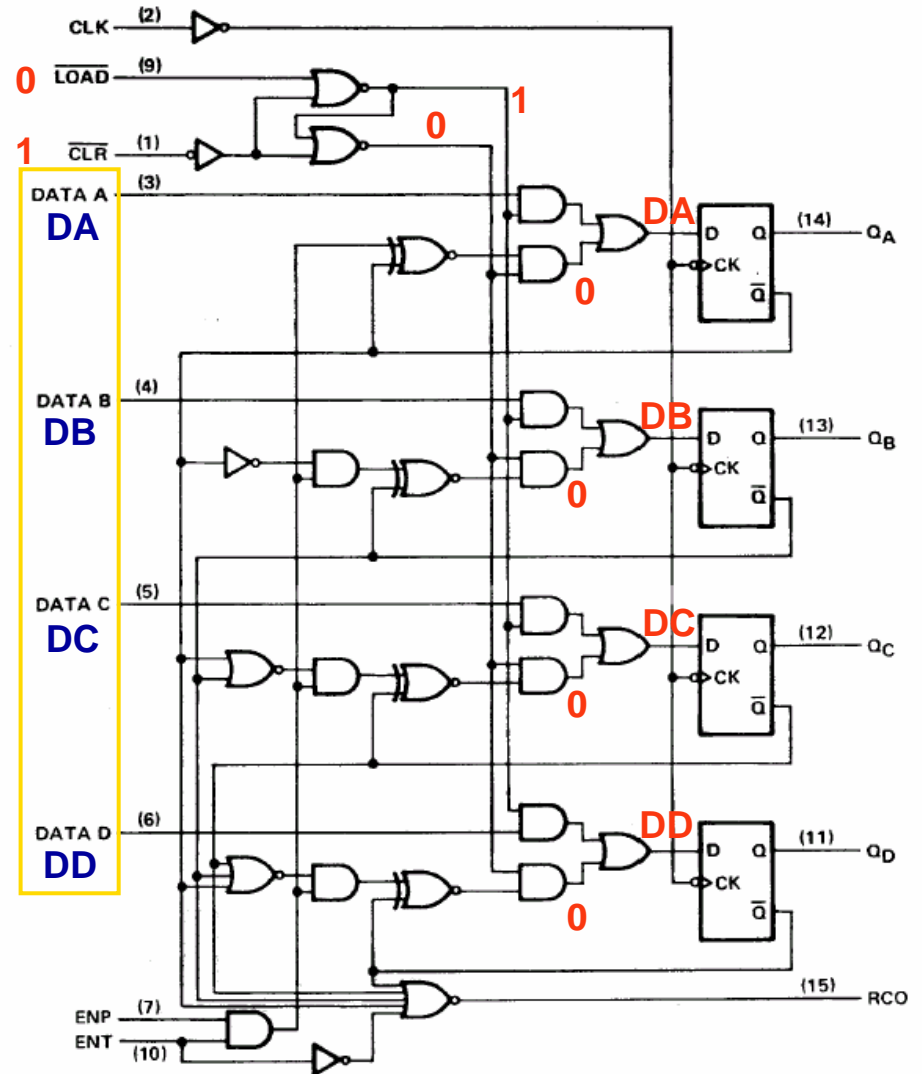 CLK (2)
0 L̅O̅A̅D̅ (9)
1
0
1 C̅L̅R̅ (1)
DATA A (3)
DA
DA
D Q (14) QA
CK
Q̅
0
DATA B (4)
DB
DB
D Q (13) QB
CK
Q̅
0
DATA C (5)
DC
DC
D Q (12) QC
CK
Q̅
0
DATA D (6)
DD
DD
D Q (11) QD
CK
Q̅
0
(15) RCO
ENP (7)
ENT (10)